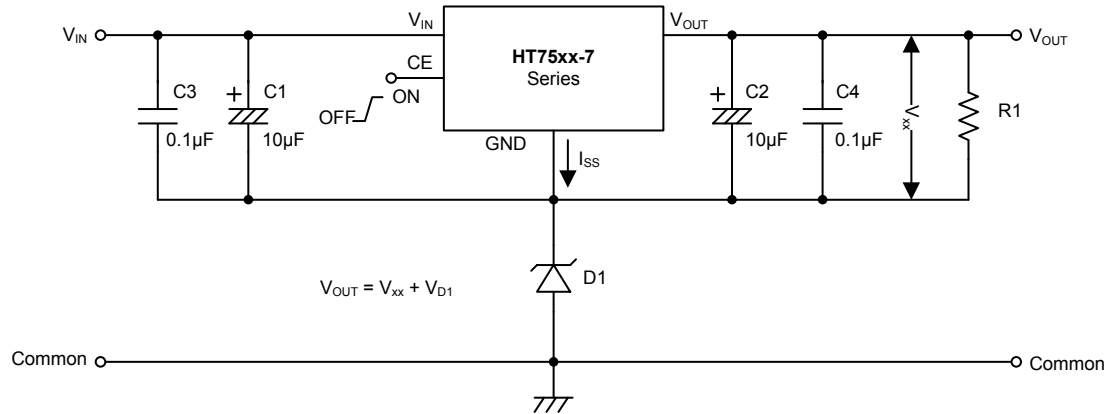 VIN
VIN
CE
OFF
ON
HT75xx-7
Series
GND
ISS
VOUT
VOUT
C3
0.1µF
C1
10µF
C2
10µF
C4
0.1µF
Vxx
R1
D1
VOUT = Vxx + VD1
Common
Common